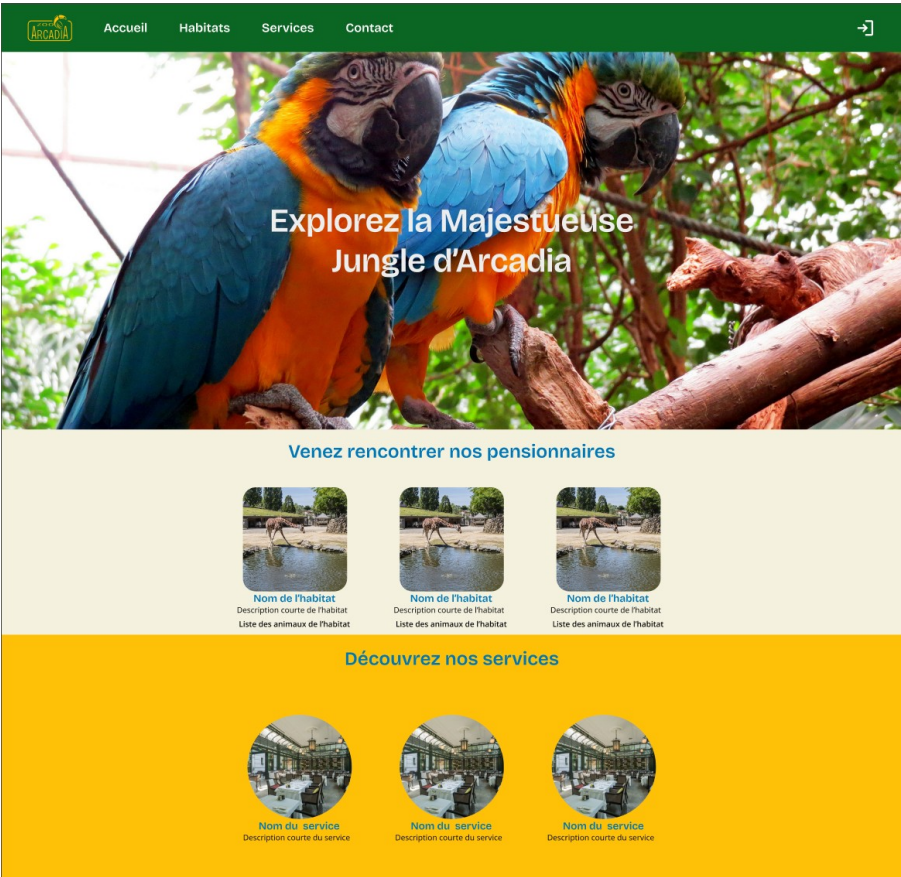 ZOO
ARCADIA
Accueil Habitats Services Contact
Explorez la Majestueuse
Jungle d'Arcadia
Venez rencontrer nos pensionnaires
Nom de l'habitat Nom de l'habitat Nom de l'habitat
Description courte de l'habitat Description courte de l'habitat Description courte de l'habitat
Liste des animaux de l'habitat Liste des animaux de l'habitat Liste des animaux de l'habitat
Découvrez nos services
Nom du service Nom du service Nom du service
Description courte du service Description courte du service Description courte du service